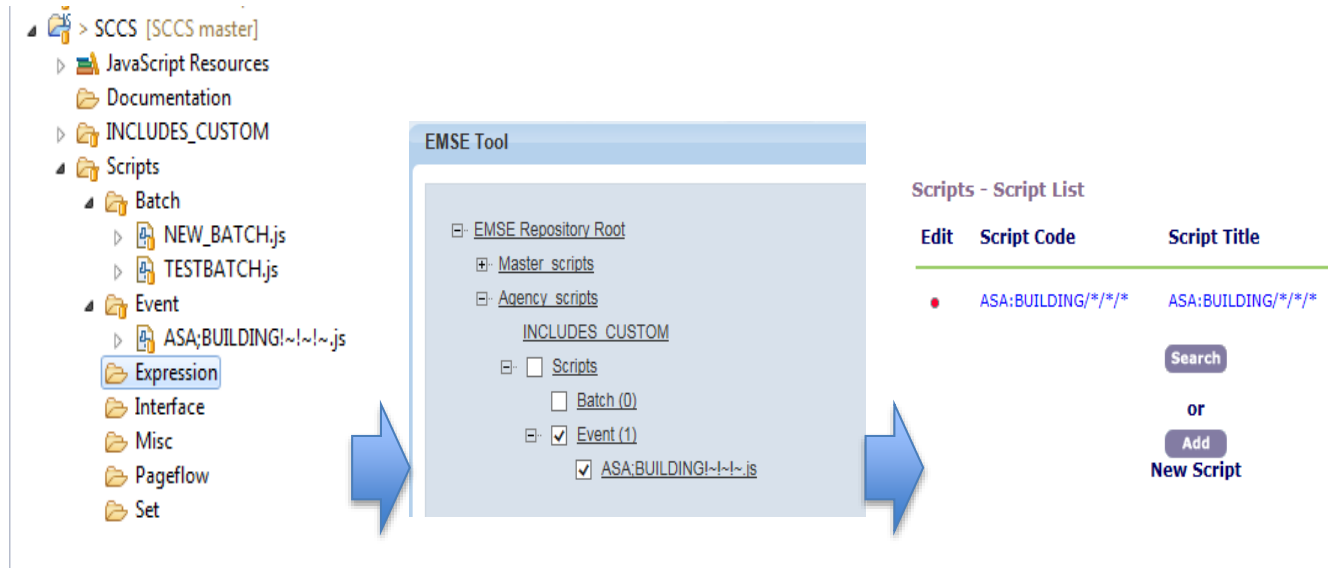 > SCCS [SCCS master]
JavaScript Resources
Documentation
INCLUDES_CUSTOM
Scripts
Batch
NEW_BATCH.js
TESTBATCH.js
Event
ASA;BUILDING!~!~!~.js
Expression
Interface
Misc
Pageflow
Set
EMSE Tool
EMSE Repository Root
Master_scripts
Agency_scripts
INCLUDES_CUSTOM
Scripts
Batch (0)
Event (1)
ASA;BUILDING!~!~!~.js
Scripts - Script List
Edit Script Code Script Title
ASA:BUILDING/*/*/* ASA:BUILDING/*/*/*
Search
or
Add
New Script